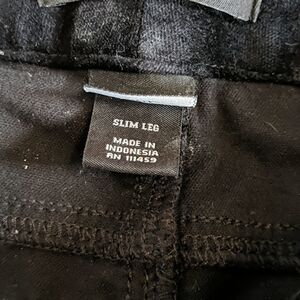 SLIM LEG
MADE IN
INDONESIA
RN 111459